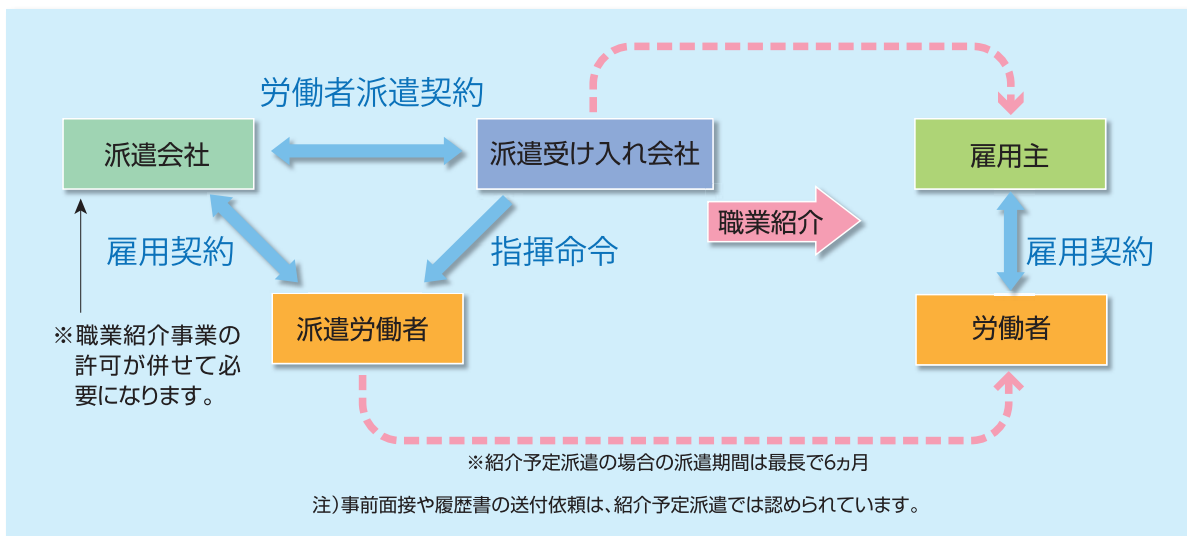 労働者派遣契約
派遣会社
派遣受け入れ会社
雇用主
職業紹介
雇用契約
指揮命令
雇用契約
派遣労働者
労働者
※職業紹介事業の
許可が併せて必
要になります。
※紹介予定派遣の場合の派遣期間は最長で6ヵ月
注)事前面接や履歴書の送付依頼は、紹介予定派遣では認められています。